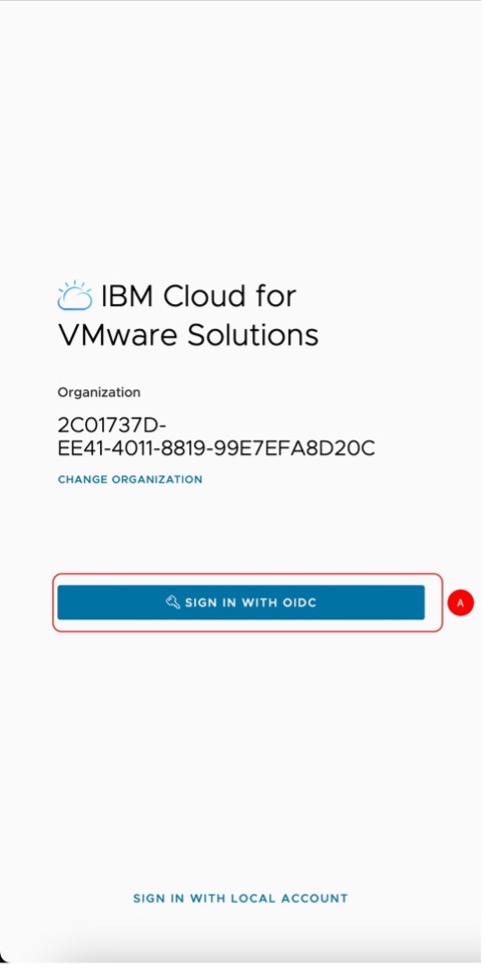 IBM Cloud for
VMware Solutions
Organization
2C01737D-
EE41-4011-8819-99E7EFA8D20C
CHANGE ORGANIZATION
SIGN IN WITH OIDC
A
SIGN IN WITH LOCAL ACCOUNT